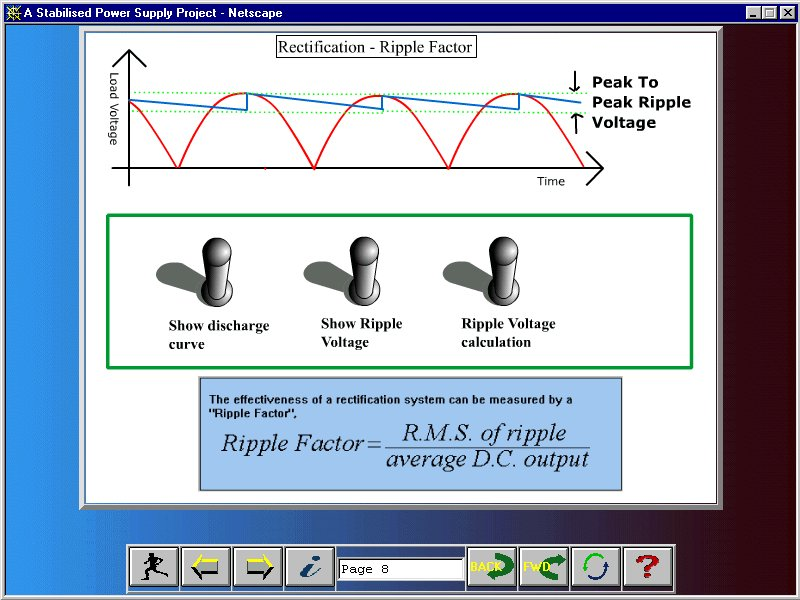 A Stabilised Power Supply Project - Netscape
Rectification - Ripple Factor
Load Voltage
Peak To
Peak Ripple
Voltage
Time
Show discharge
curve
Show Ripple
Voltage
Ripple Voltage
calculation
The effectiveness of a rectification system can be measured by a
"Ripple Factor",
Ripple Factor = R.M.S. of ripple
average D.C. output
i
Page 8
BACK
FWD
?